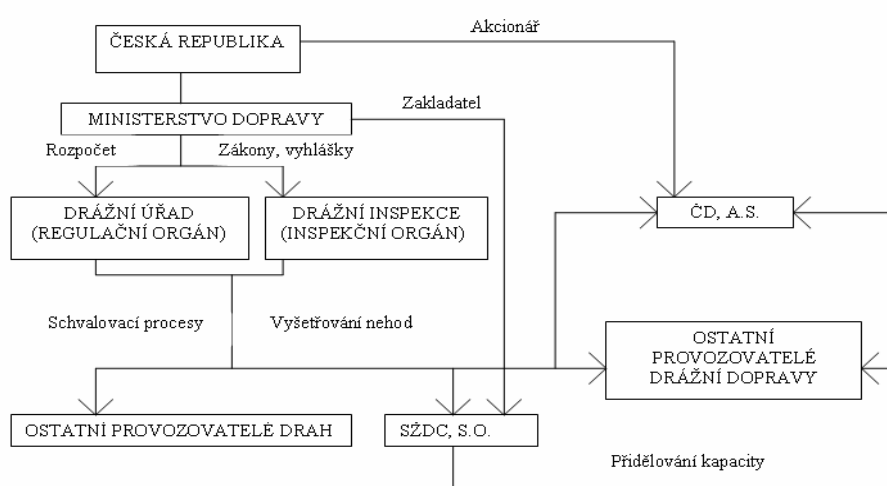 Akcionář
ČESKÁ REPUBLIKA
Zakladatel
MINISTERSTVO DOPRAVY
Rozpočet
Zákony, vyhlášky
DRÁŽNÍ ÚŘAD
(REGULAČNÍ ORGÁN)
DRÁŽNÍ INSPEKCE
(INSPEKČNÍ ORGÁN)
ČD, A.S.
Schvalovací procesy
Vyšetřování nehod
OSTATNÍ
PROVOZOVATELÉ
DRÁŽNÍ DOPRAVY
OSTATNÍ PROVOZOVATELÉ DRAH
SŽDC, S.O.
Přidělování kapacity